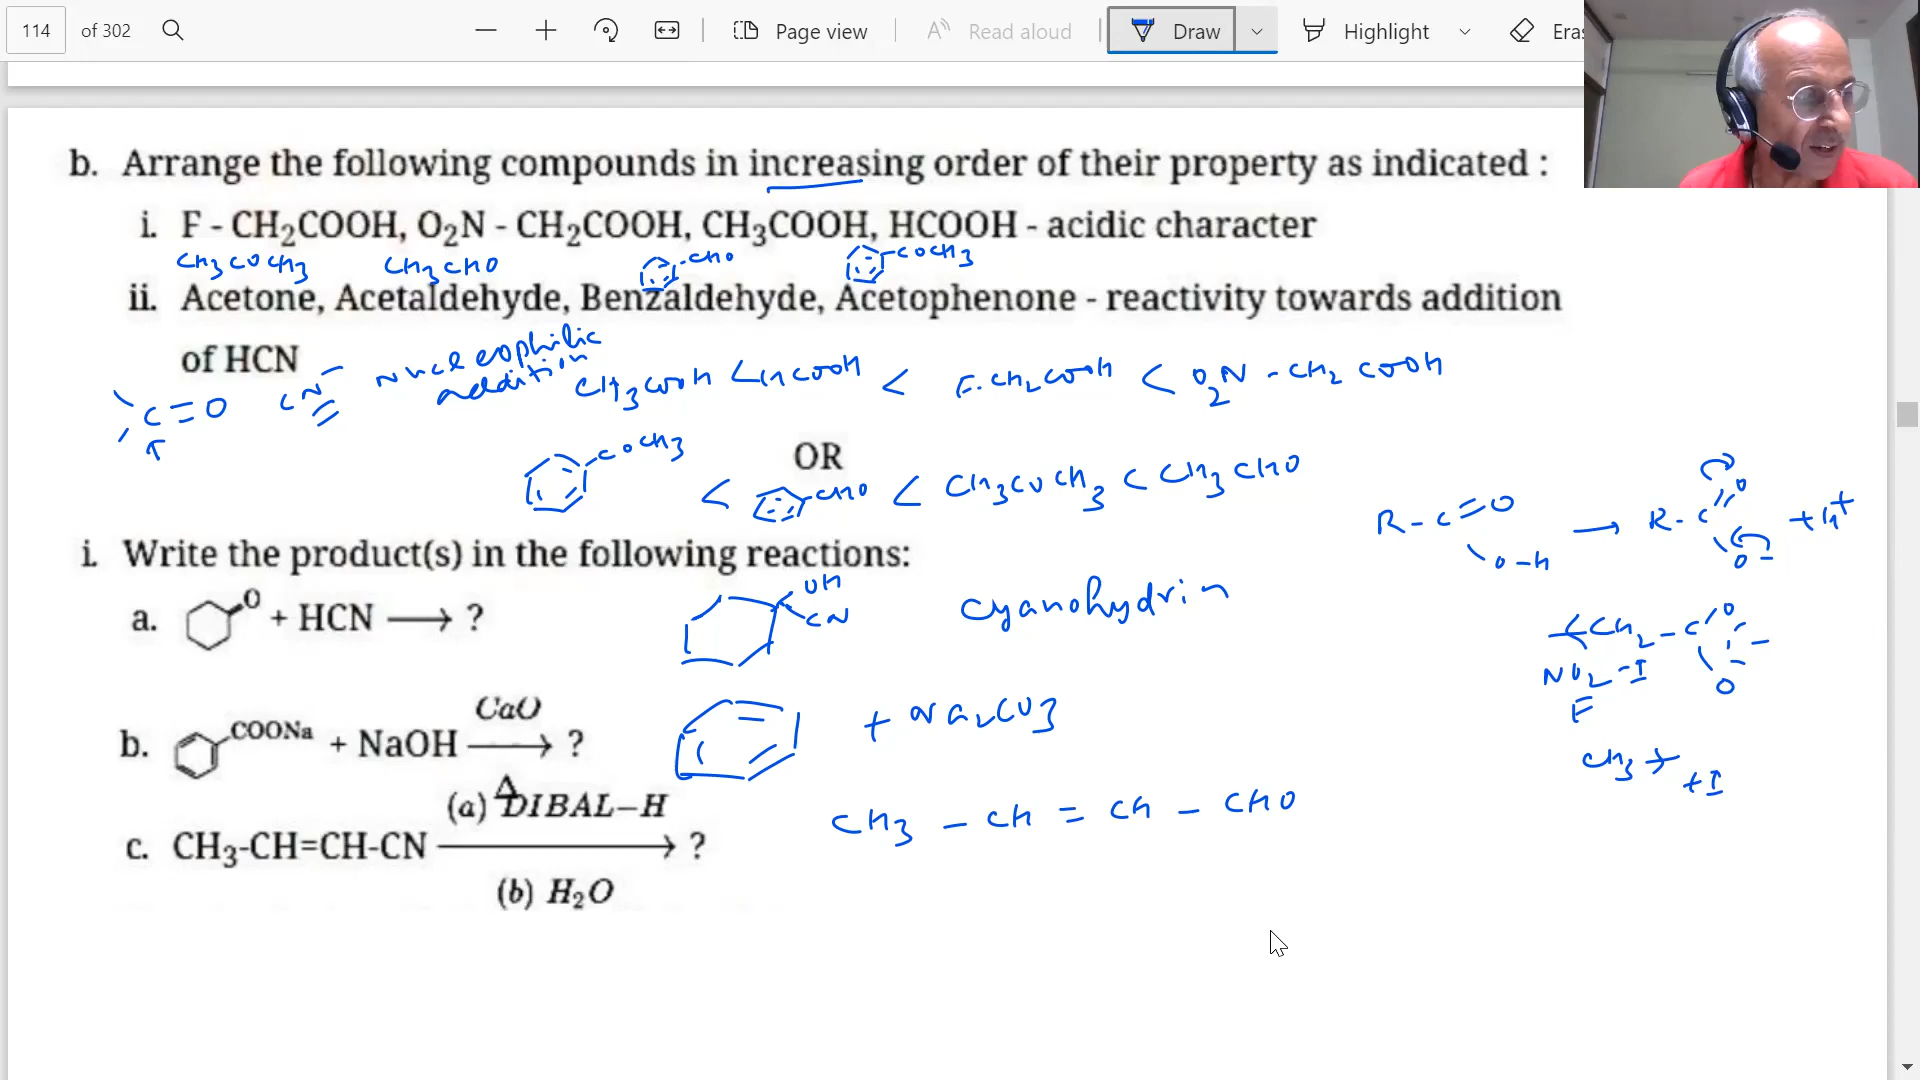 114 of 302 Page view Read aloud Draw Highlight Eras
b. Arrange the following compounds in increasing order of their property as indicated :
i. F - CH₂COOH, O₂N - CH₂COOH, CH₃COOH, HCOOH - acidic character
CH₃COCH₃ CH₃CHO -CHO -COCH₃
ii. Acetone, Acetaldehyde, Benzaldehyde, Acetophenone - reactivity towards addition
of HCN
nucleophilic
addition
C=O CN⁻
CH₃COOH < HCOOH < F-CH₂COOH < O₂N-CH₂COOH
OR
COCH₃ < CHO < CH₃COCH₃ < CH₃CHO
R-C=O O-H → R-C O O⁻ + H⁺
i. Write the product(s) in the following reactions:
a. O + HCN ⟶ ?
OH
CN
cyanohydrin
CH₂-C O O
NO₂ -I
F
CH₃ +I
b. COONa + NaOH CaO ⟶ Δ ?
+ Na₂CO₃
c. CH₃-CH=CH-CN (a) DIBAL-H ⟶ (b) H₂O ?
CH₃ - CH = CH - CHO